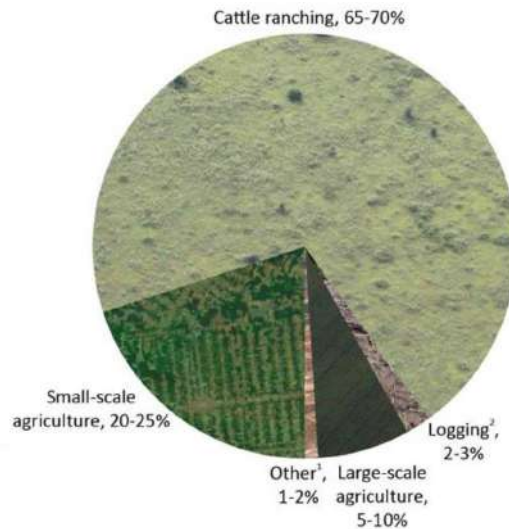 Cattle ranching, 65-70%
Small-scale
agriculture, 20-25%
Other¹,
1-2%
Large-scale
agriculture,
5-10%
Logging²,
2-3%